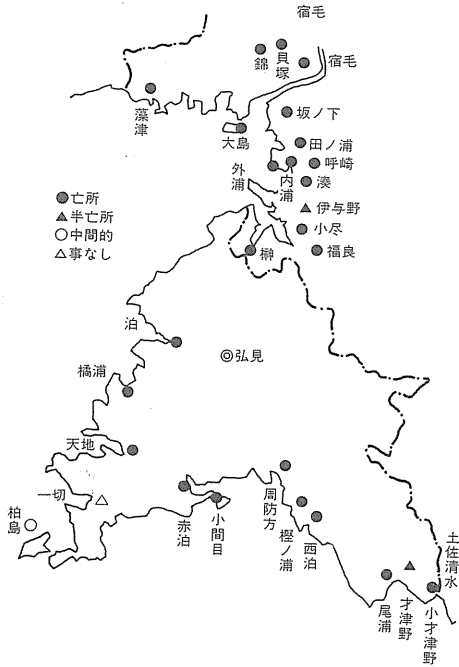 宿毛
錦
貝塚
宿毛
藻津
坂ノ下
大島
田ノ浦
呼崎
外浦
内浦
湊
伊与野
小尽
福良
榊
●亡所
▲半亡所
○中間的
△事なし
泊
◎弘見
橘浦
天地
一切
柏島
赤泊
小間目
周防方
樫ノ浦
西泊
土佐清水
尾浦
才津野
小才津野